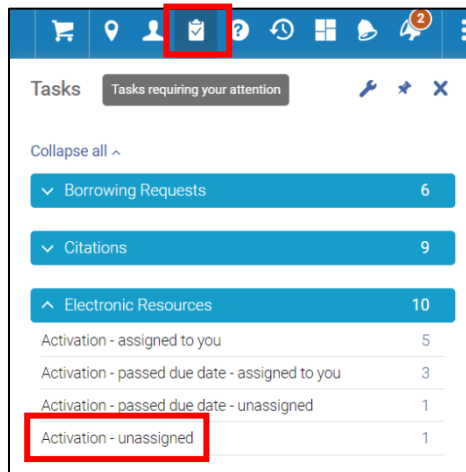 2
Tasks
Tasks requiring your attention
Collapse all
Borrowing Requests 6
Citations 9
Electronic Resources 10
Activation - assigned to you 5
Activation - passed due date - assigned to you 3
Activation - passed due date - unassigned 1
Activation - unassigned 1